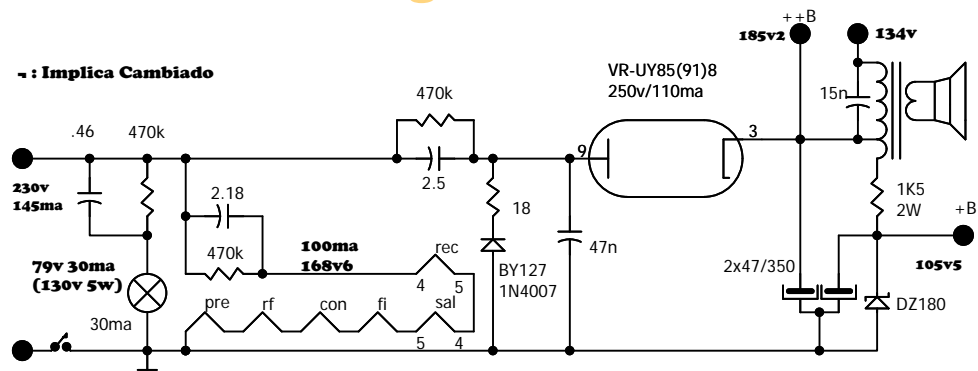 ++B
185v2
134v
¬ : Implica Cambiado
VR-UY85(91)8
250v/110ma
15n
470k
.46
470k
3
9
230v
145ma
2.5
2.18
18
1K5
2W
+B
470k
100ma
168v6
rec
47n
79v 30ma
(130v 5w)
BY127
1N4007
2x47/350
105v5
4
5
pre
rf
con
fi
sal
DZ180
30ma
5
4